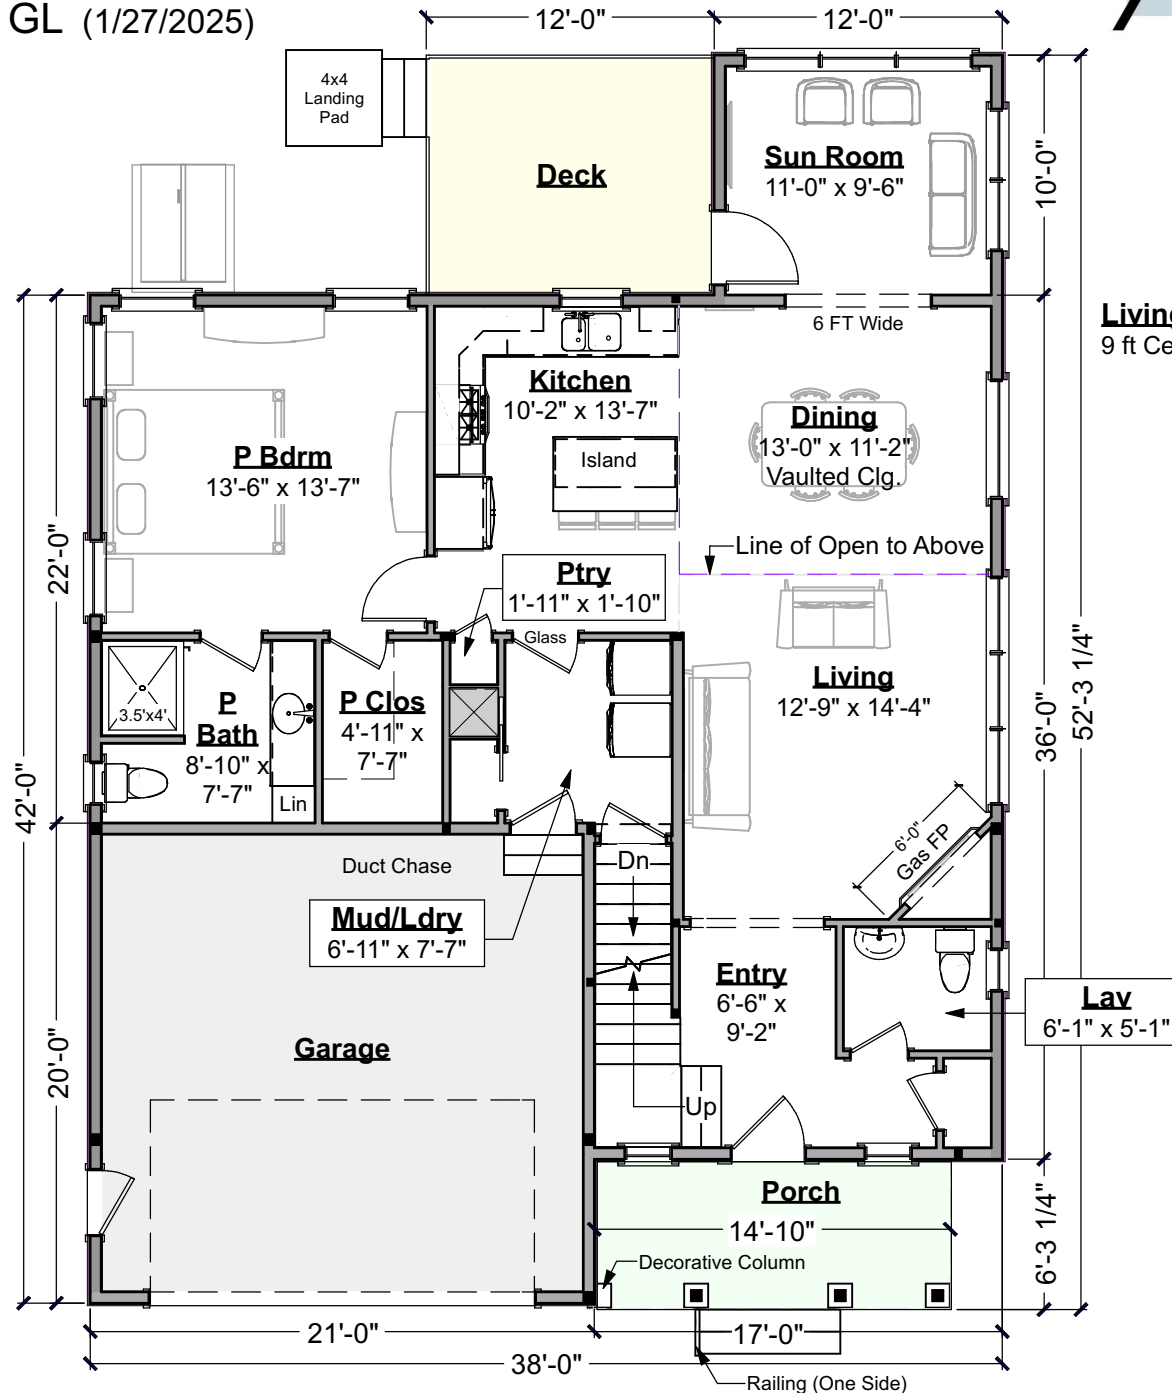 GL (1/27/2025)
12'-0"
12'-0"
4x4
Landing
Pad
Deck
Sun Room
11'-0" x 9'-6"
10'-0"
6 FT Wide
Living
9 ft Ce
Kitchen
10'-2" x 13'-7"
Dining
13'-0" x 11'-2"
Vaulted Clg.
P Bdrm
13'-6" x 13'-7"
Island
Line of Open to Above
22'-0"
Ptry
1'-11" x 1'-10"
Glass
Living
12'-9" x 14'-4"
36'-0"
52'-3 1/4"
3.5'x4'
P
Bath
8'-10" x
7'-7"
Lin
P Clos
4'-11" x
7'-7"
42'-0"
6'-0"
Gas FP
Duct Chase
Dn
Mud/Ldry
6'-11" x 7'-7"
Entry
6'-6" x
9'-2"
Lav
6'-1" x 5'-1"
Garage
20'-0"
Up
Porch
14'-10"
Decorative Column
6'-3 1/4"
21'-0"
17'-0"
38'-0"
Railing (One Side)